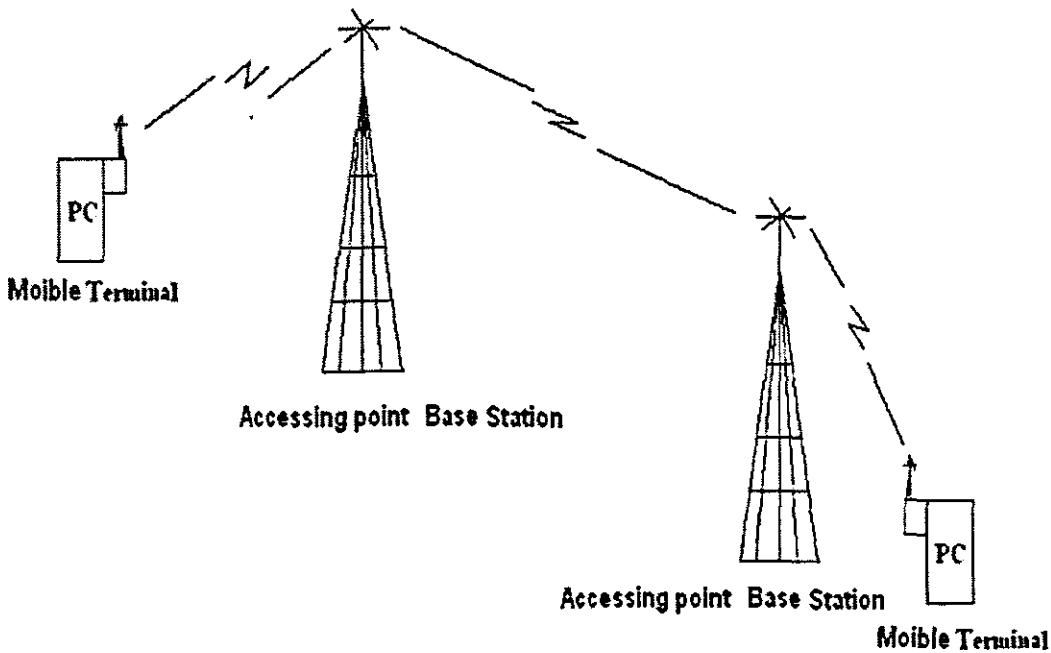 PC
Moible Terminal
Accessing point Base Station
PC
Accessing point Base Station
Moible Terminal